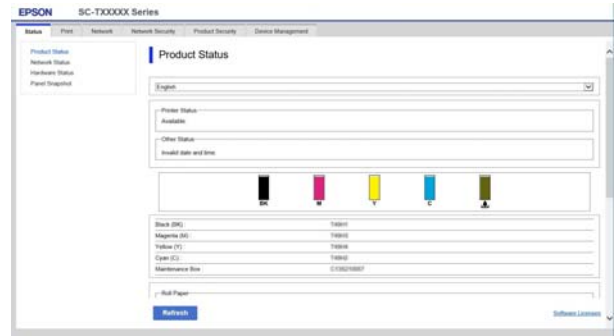 EPSON SC-TXXXXX Series
Status Print Network Network Security Product Security Device Management
Product Status
Network Status
Hardware Status
Panel Snapshot
Product Status
English
Printer Status
Available
Other Status
Invalid date and time.
BK M Y C
Black (BK) :
Magenta (M) :
Yellow (Y) :
Cyan (C) :
Maintenance Box :
Roll Paper
Refresh
Software Licenses